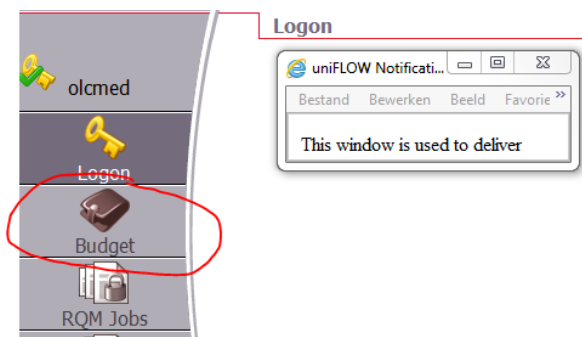 Logon
olcmed
uniFLOW Notificati...
Bestand Bewerken Beeld Favorie »
This window is used to deliver
Logon
Budget
RQM Jobs